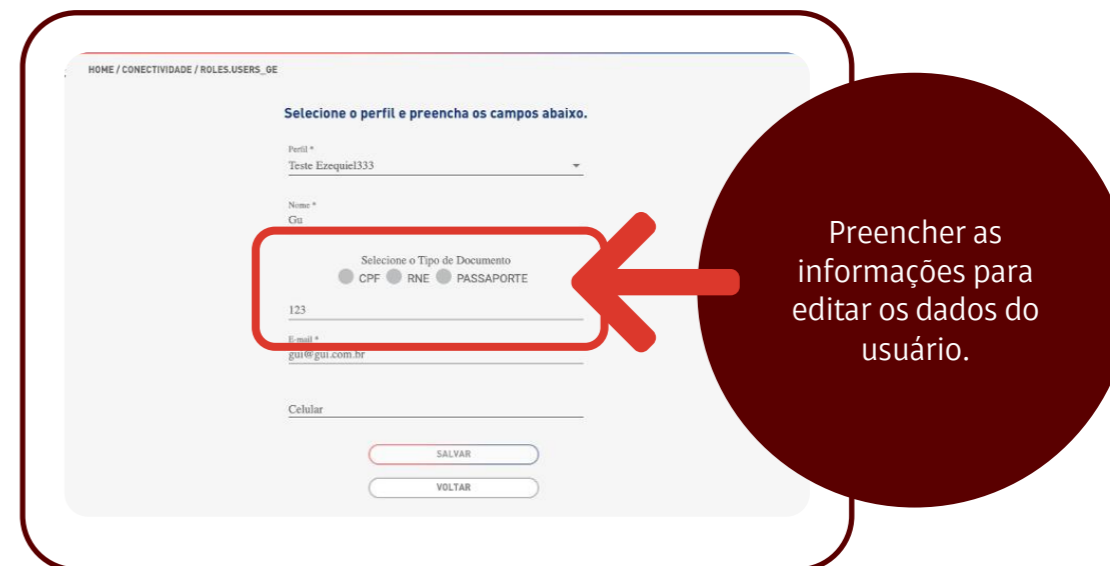 HOME / CONECTIVIDADE / ROLES.USERS_GE
Selecione o perfil e preencha os campos abaixo.
Perfil *
Teste Ezequiel333
Nome *
Gu
Selecione o Tipo de Documento
CPF RNE PASSAPORTE
123
E-mail *
gui@gui.com.br
Celular
SALVAR
VOLTAR
Preencher as
informações para
editar os dados do
usuário.